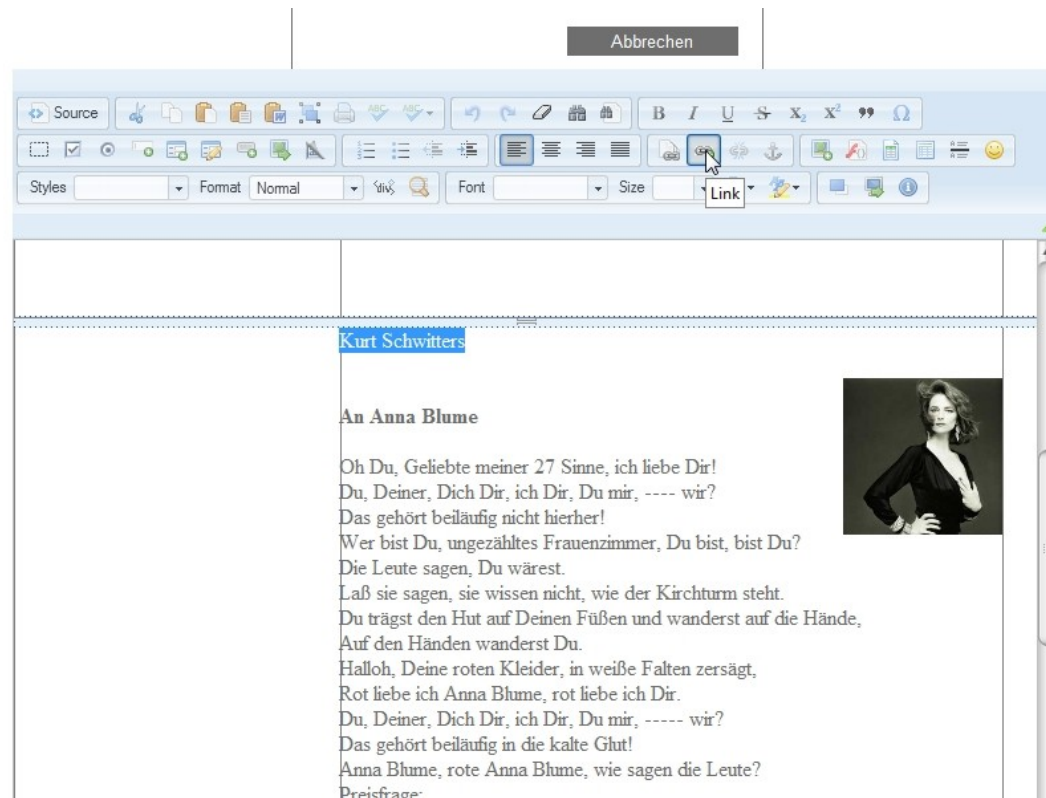 Abbrechen
Source
B I U S X₂ X² Ω
Styles Format Normal Font Size
Link
Kurt Schwitters
An Anna Blume
Oh Du, Geliebte meiner 27 Sinne, ich liebe Dir!
Du, Deiner, Dich Dir, ich Dir, Du mir, ---- wir?
Das gehört beiläufig nicht hierher!
Wer bist Du, ungezähltes Frauenzimmer, Du bist, bist Du?
Die Leute sagen, Du wärest.
Laß sie sagen, sie wissen nicht, wie der Kirchturm steht.
Du trägst den Hut auf Deinen Füßen und wanderst auf die Hände,
Auf den Händen wanderst Du.
Halloh, Deine roten Kleider, in weiße Falten zersägt,
Rot liebe ich Anna Blume, rot liebe ich Dir.
Du, Deiner, Dich Dir, ich Dir, Du mir, ----- wir?
Das gehört beiläufig in die kalte Glut!
Anna Blume, rote Anna Blume, wie sagen die Leute?
Preisfrage: